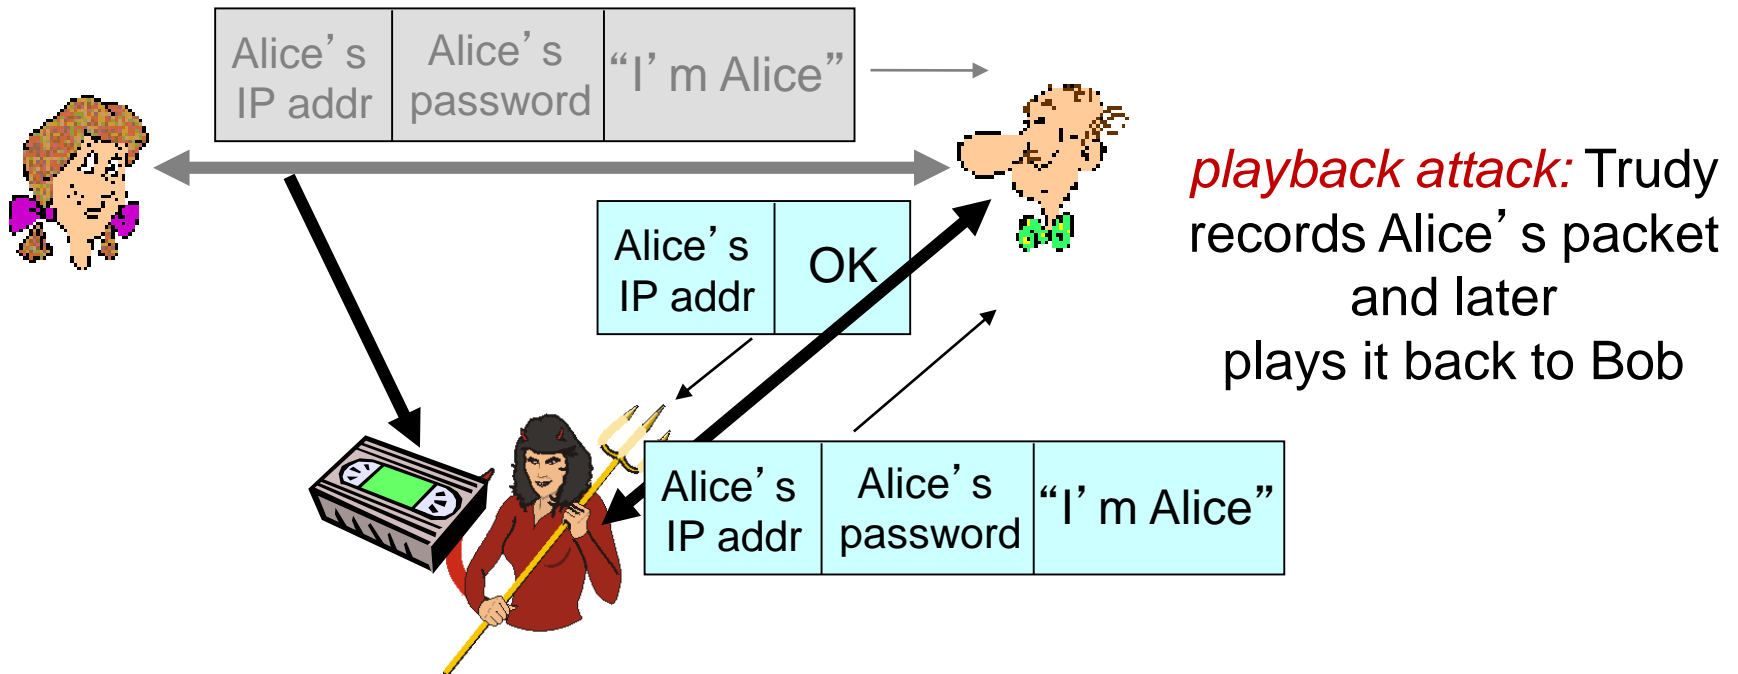 Alice’s
IP addr
Alice’s
password
“I’m Alice”
playback attack: Trudy
records Alice’s packet
and later
plays it back to Bob
Alice’s
IP addr
OK
Alice’s
IP addr
Alice’s
password
“I’m Alice”